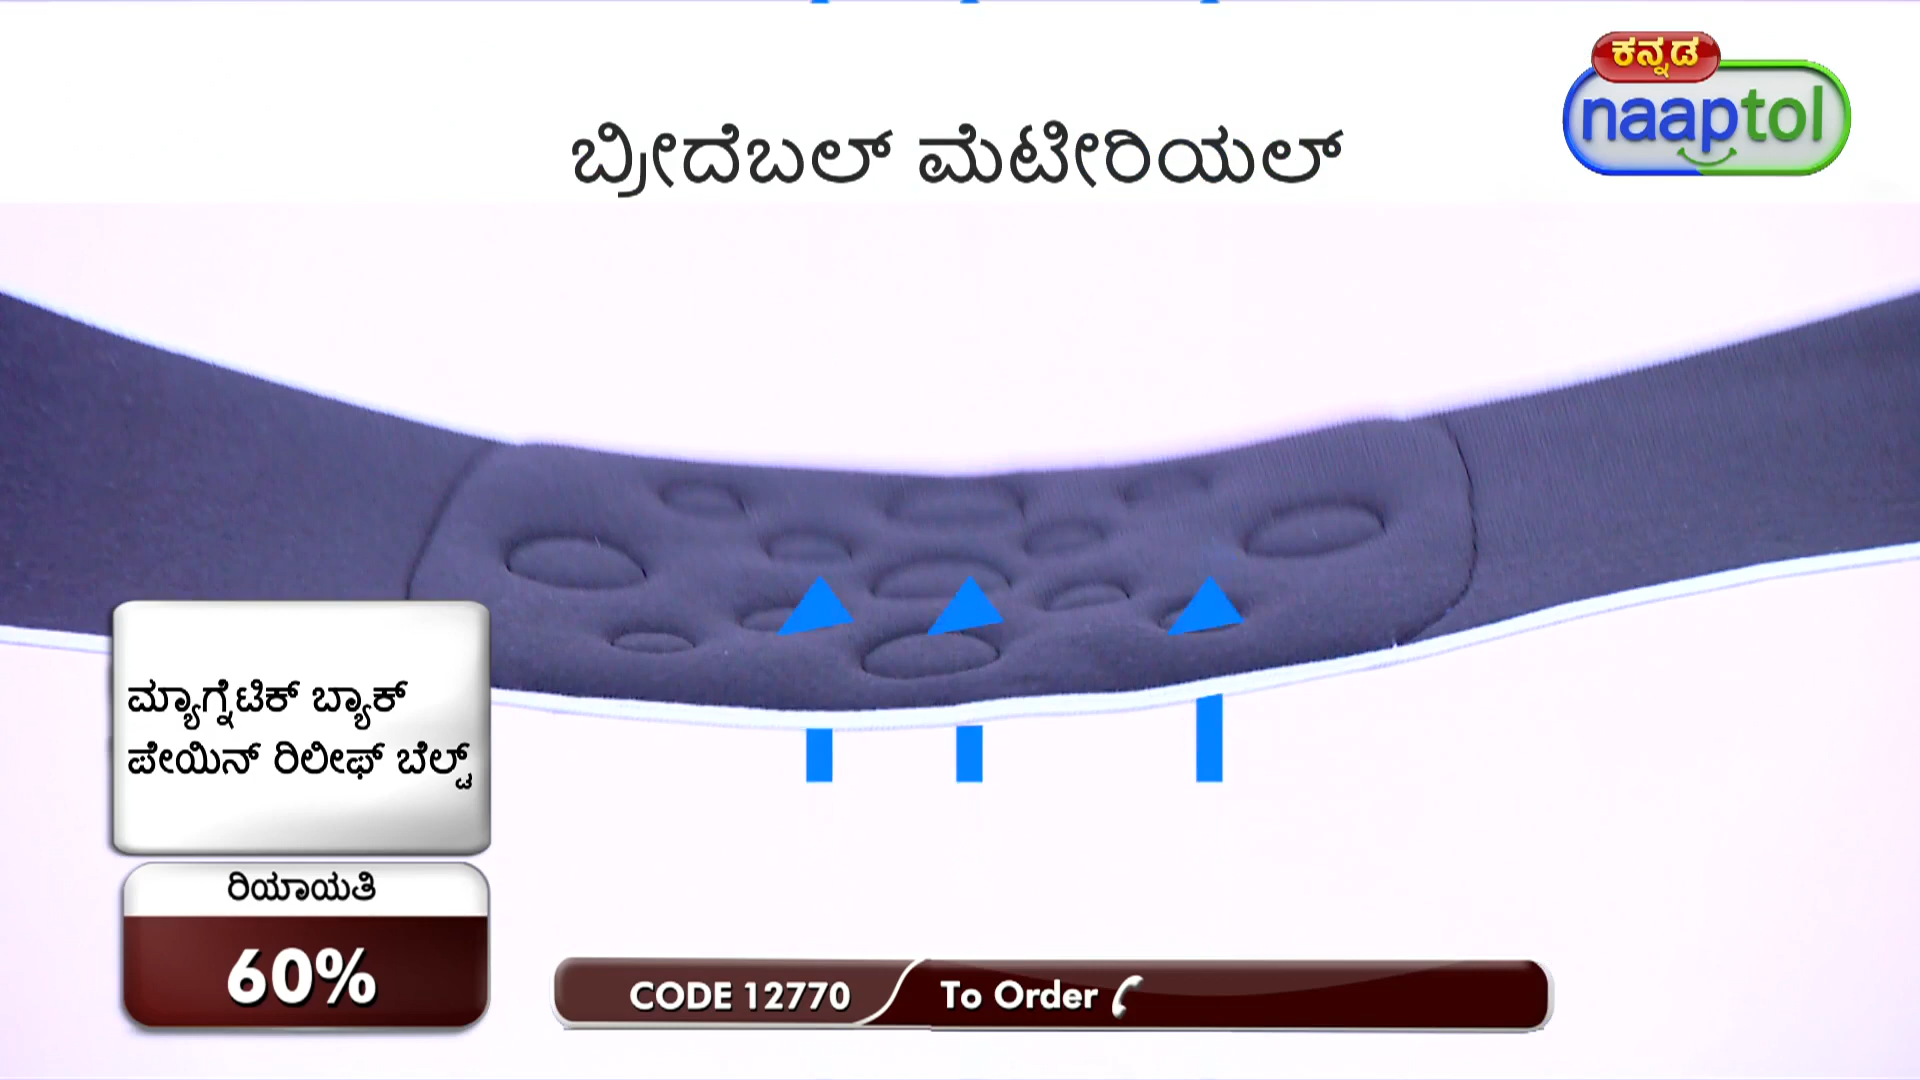 ಕನ್ನಡ
naaptol
ಬ್ರೀದೆಬಲ್ ಮೆಟೀರಿಯಲ್
ಮ್ಯಾಗ್ನೆಟಿಕ್ ಬ್ಯಾಕ್
ಪೇಯಿನ್ ರಿಲೀಫ್ ಬೆಲ್ಟ್
ರಿಯಾಯತಿ
60%
CODE 12770 To Order